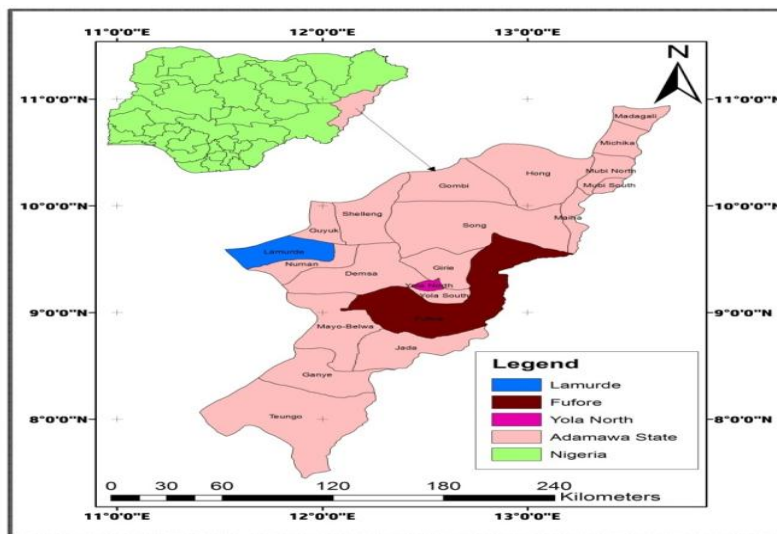 11°0'0"E 12°0'0"E 13°0'0"E
N
11°0'0"N 11°0'0"N
Madagali
Michika
Mubi North
Mubi South
Hong
Gombi
10°0'0"N 10°0'0"N
Shelleng
Maiha
Song
Guyuk
Lamurde
Numan
Girie
Demsa
Yola North
Yola South
9°0'0"N 9°0'0"N
Mayo-Belwa
Jada
Ganye
8°0'0"N 8°0'0"N
Teungo
Legend
Lamurde
Fufore
Yola North
Adamawa State
Nigeria
0 30 60 120 180 240
Kilometers
11°0'0"E 12°0'0"E 13°0'0"E